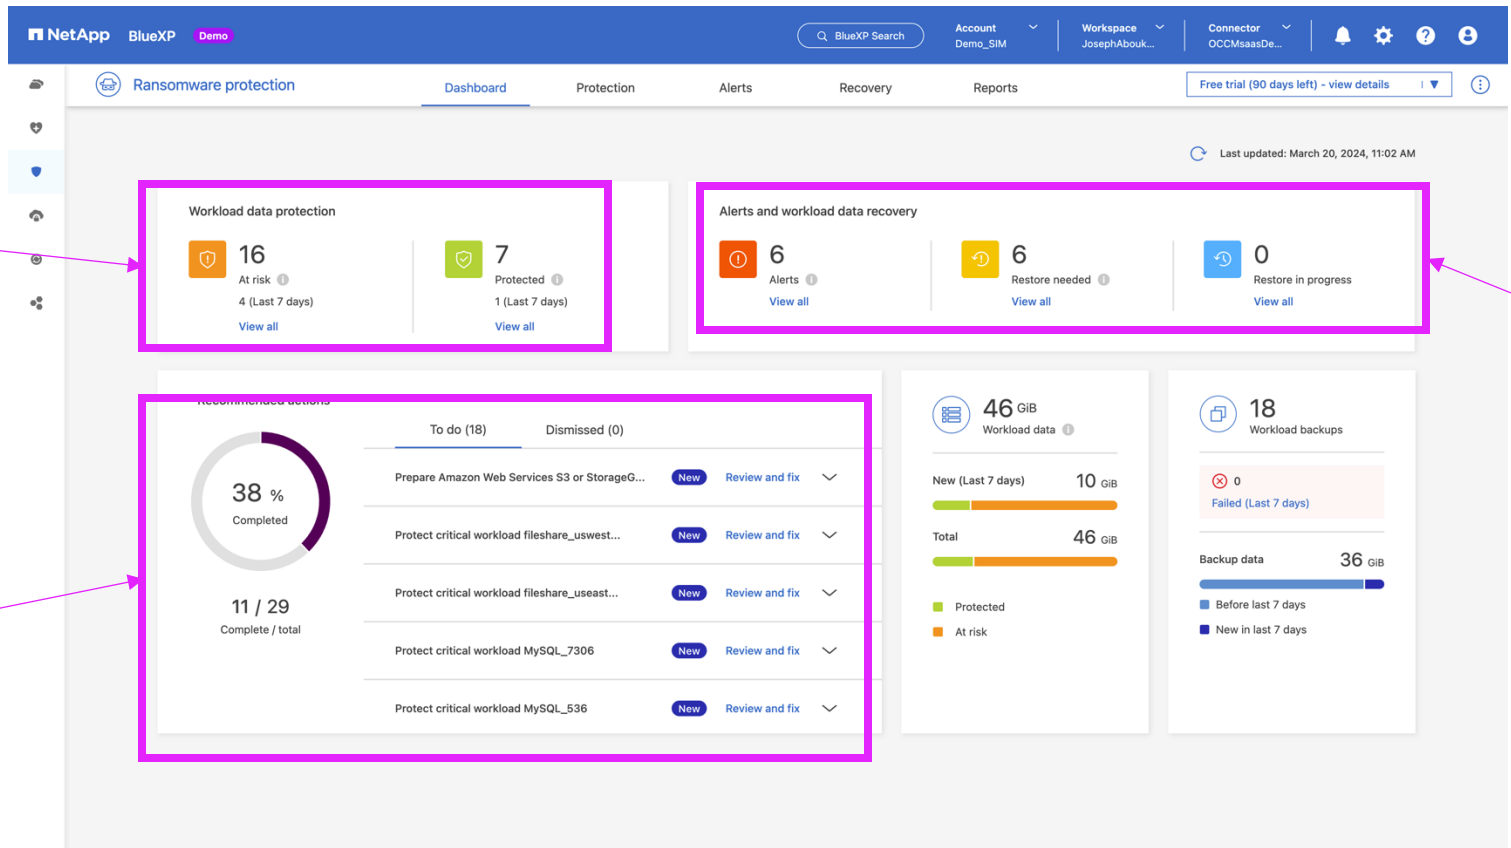 NetApp BlueXP Demo
BlueXP Search
Account
Demo_SIM
Workspace
JosephAbouk...
Connector
OCCMsaasDe...
Ransomware protection
Dashboard
Protection
Alerts
Recovery
Reports
Free trial (90 days left) - view details
Last updated: March 20, 2024, 11:02 AM
Workload data protection
16
At risk
4 (Last 7 days)
View all
7
Protected
1 (Last 7 days)
View all
Alerts and workload data recovery
6
Alerts
View all
6
Restore needed
View all
0
Restore in progress
View all
Recommended actions
38 %
Completed
11 / 29
Complete / total
To do (18)
Dismissed (0)
Prepare Amazon Web Services S3 or StorageG... New Review and fix
Protect critical workload fileshare_uswest... New Review and fix
Protect critical workload fileshare_useast... New Review and fix
Protect critical workload MySQL_7306 New Review and fix
Protect critical workload MySQL_536 New Review and fix
46 GiB
Workload data
New (Last 7 days) 10 GiB
Total 46 GiB
Protected
At risk
18
Workload backups
0
Failed (Last 7 days)
Backup data 36 GiB
Before last 7 days
New in last 7 days